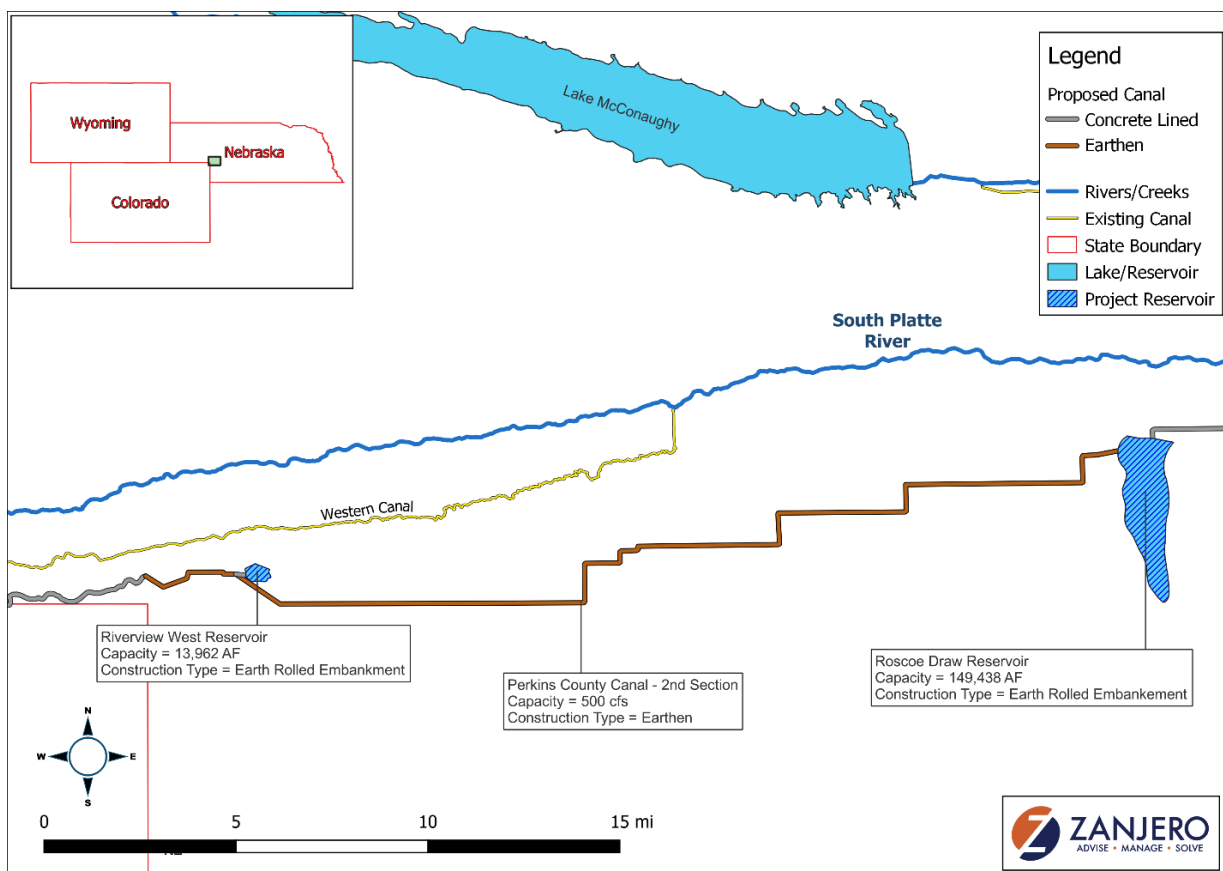 Wyoming
Nebraska
Colorado
Lake McConaughy
Legend
Proposed Canal
Concrete Lined
Earthen
Rivers/Creeks
Existing Canal
State Boundary
Lake/Reservoir
Project Reservoir
South Platte
River
Western Canal
Riverview West Reservoir
Capacity = 13,962 AF
Construction Type = Earth Rolled Embankment
Perkins County Canal - 2nd Section
Capacity = 500 cfs
Construction Type = Earthen
Roscoe Draw Reservoir
Capacity = 149,438 AF
Construction Type = Earth Rolled Embankement
N
W
E
S
0 5 10 15 mi
ZANJERO
ADVISE • MANAGE • SOLVE